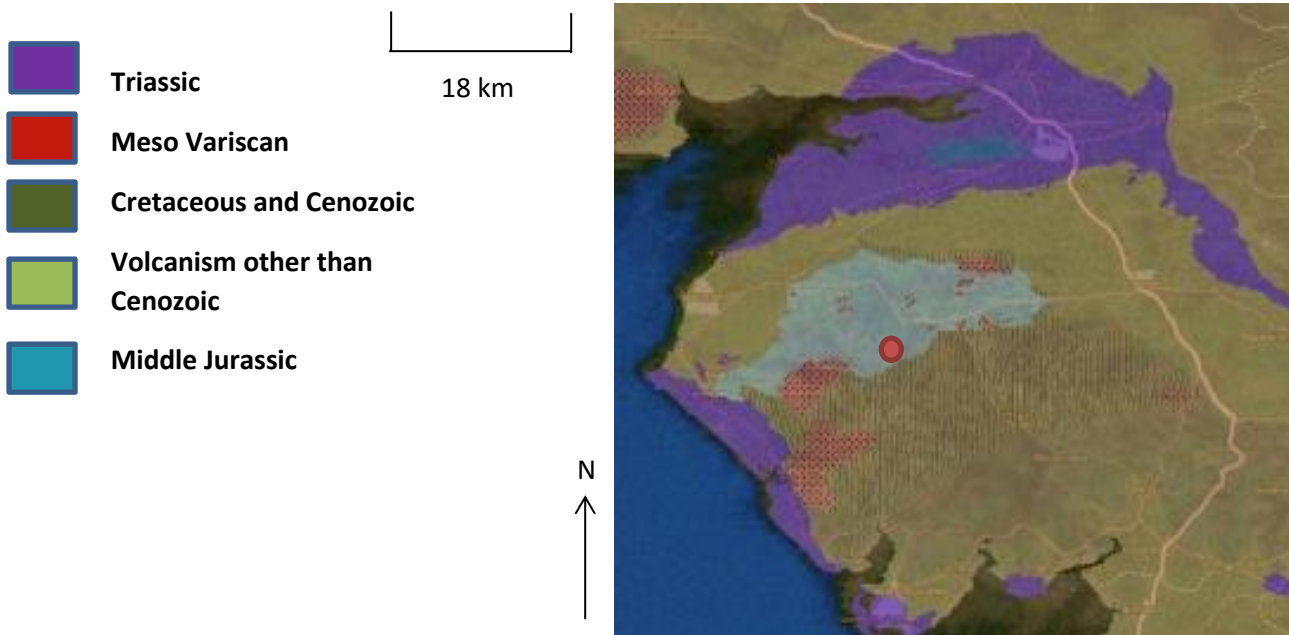 18 km
Triassic
Meso Variscan
Cretaceous and Cenozoic
Volcanism other than
Cenozoic
Middle Jurassic
N